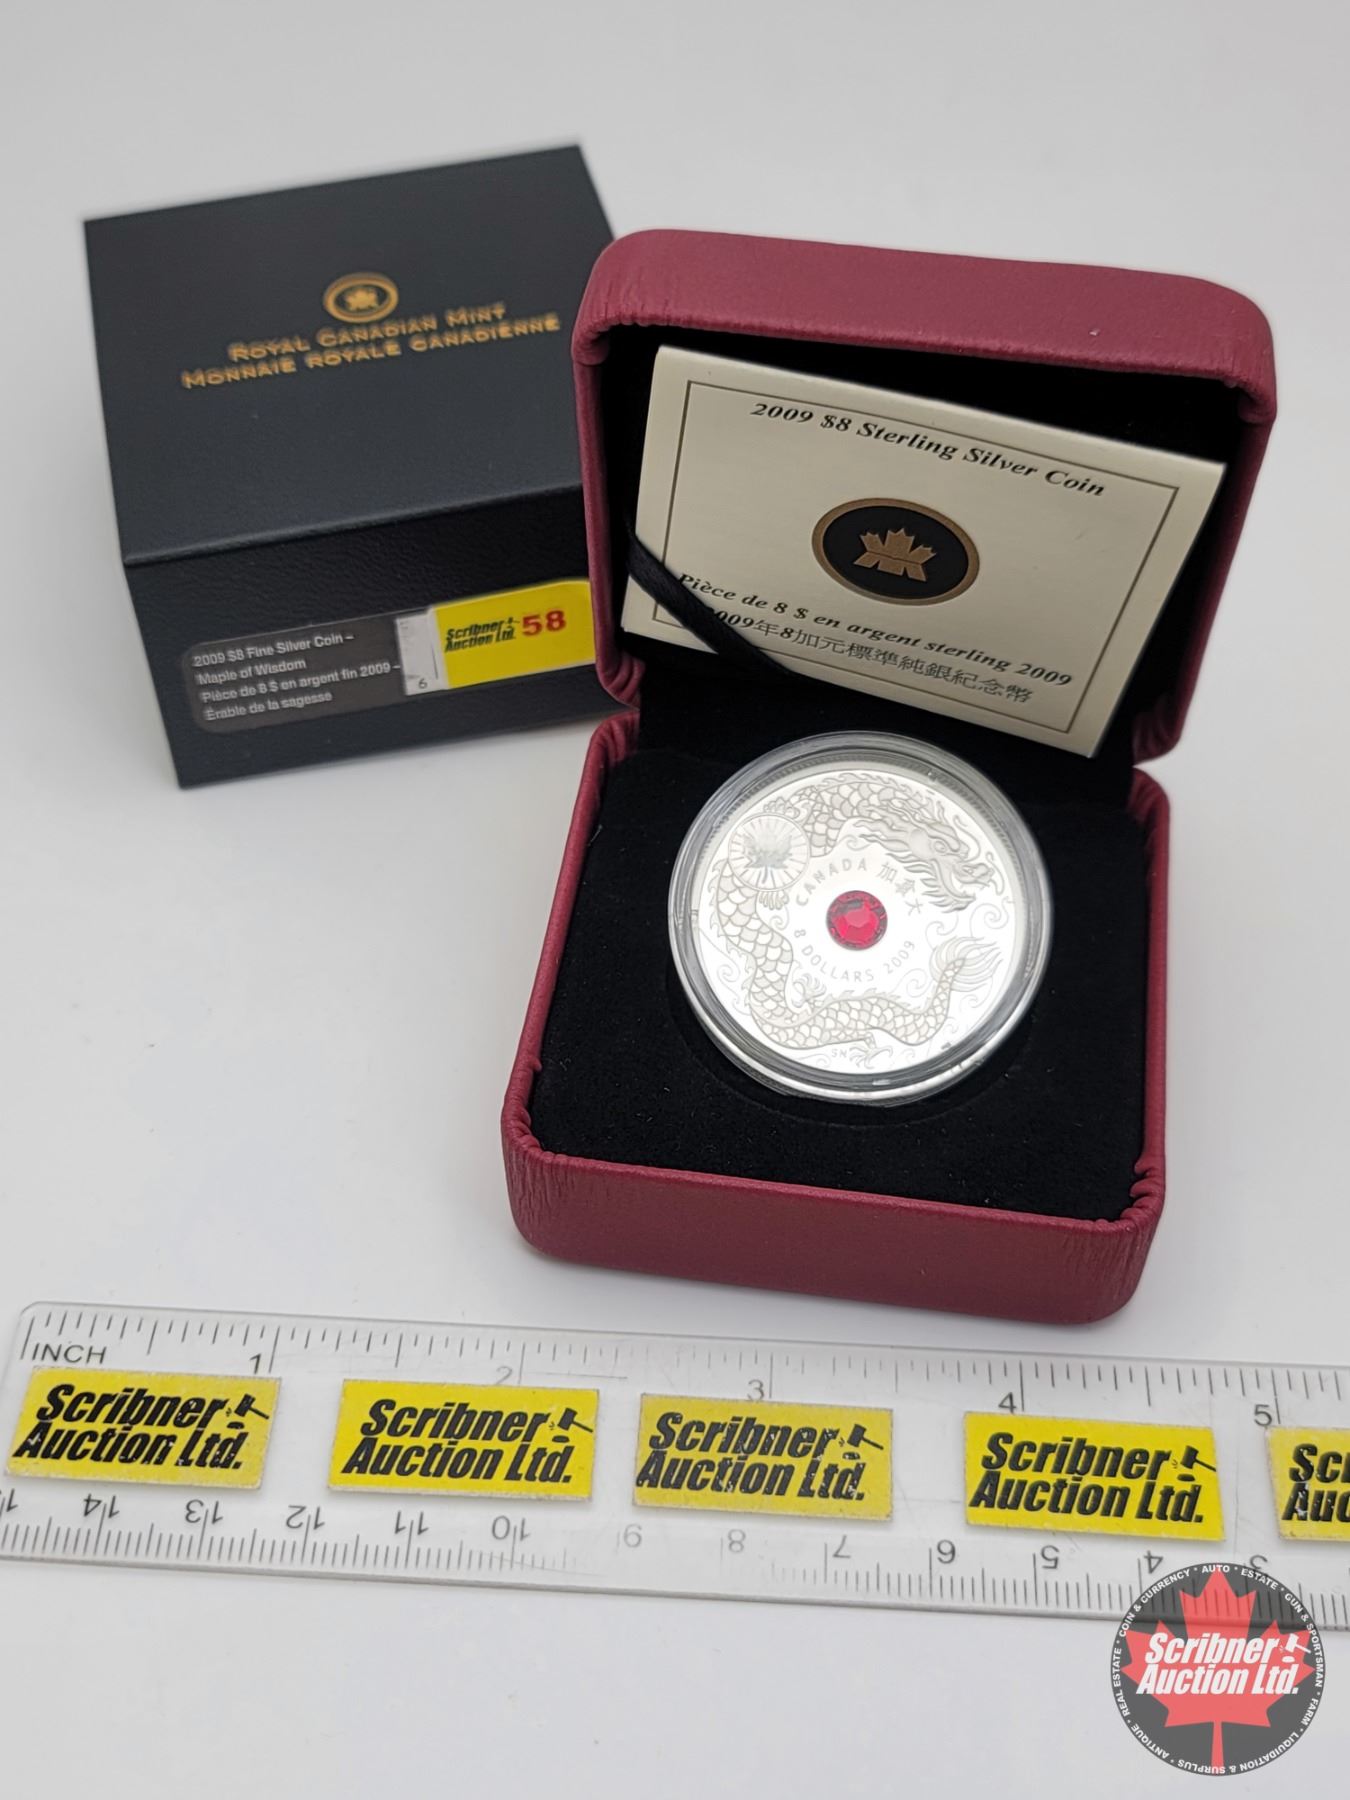 ROYAL CANADIAN MINT
MONNAIE ROYALE CANADIENNE
2009 $8 Fine Silver Coin –
Maple of Wisdom
Pièce de 8 $ en argent fin 2009 –
Érable de la sagesse
6
Scribner
Auction Ltd.
58
2009 $8 Sterling Silver Coin
Pièce de 8 $ en argent sterling 2009
2009年8加元標準純銀紀念幣
CANADA 加拿大
8 DOLLARS 2009
SH
INCH
1 2 3 4 5
Scribner
Auction Ltd.
Scribner
Auction Ltd.
Scribner
Auction Ltd.
Scribner
Auction Ltd.
14 13 12 11 10 9 8 7 6 5 4 3
COIN & CURRENCY • AUTO • ESTATE • GUN & SPORTSMAN • FARM • LIQUIDATION & SURPLUS • ANTIQUE • REAL ESTATE
Scribner
Auction Ltd.